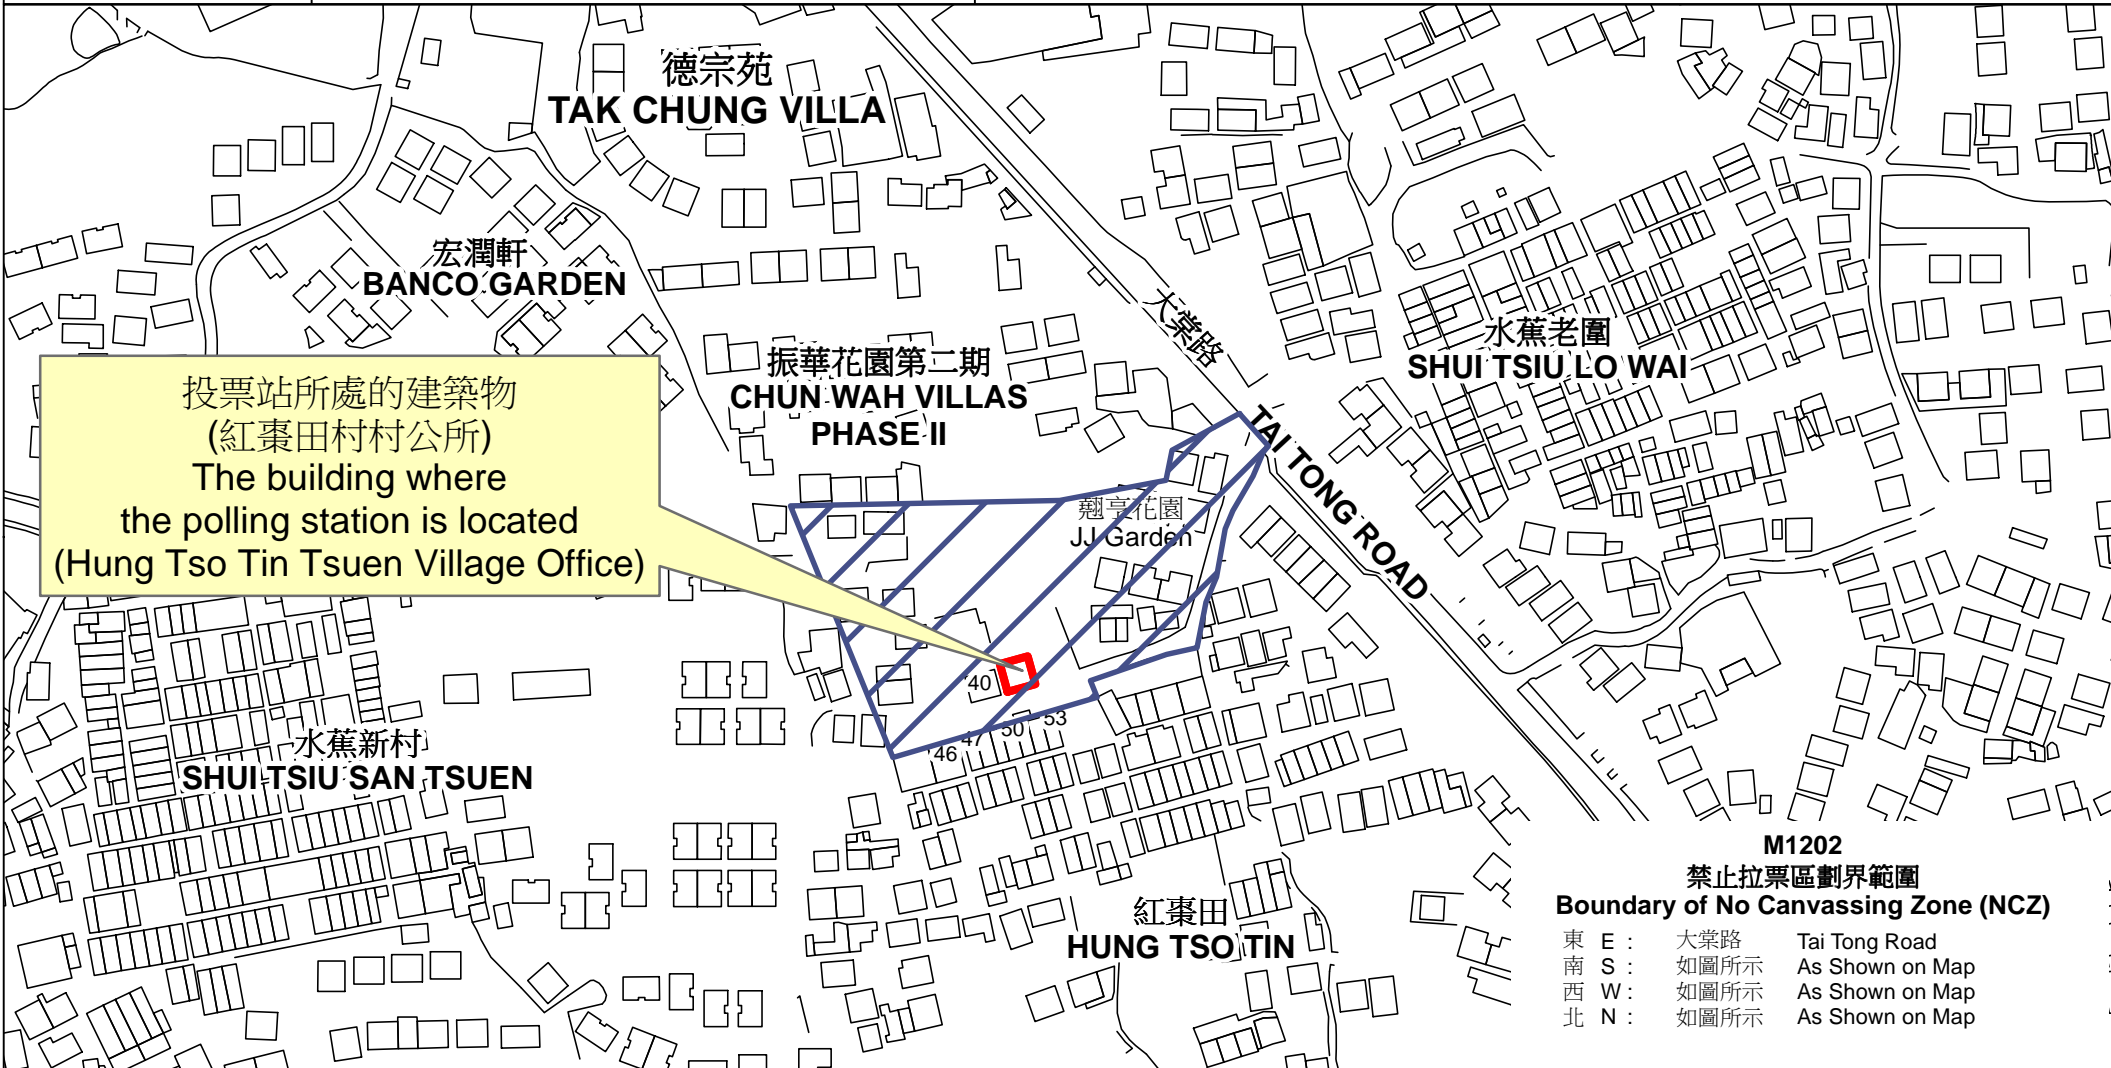 德宗苑
TAK CHUNG VILLA
宏潤軒
BANCO GARDEN
大棠路
TAI TONG ROAD
水蕉老圍
SHUI TSIU LO WAI
振華花園第二期
CHUN WAH VILLAS
PHASE II
投票站所處的建築物
(紅棗田村村公所)
The building where
the polling station is located
(Hung Tso Tin Tsuen Village Office)
翹亨花園
JJ Garden
40
46
47
50
53
水蕉新村
SHUI TSIU SAN TSUEN
紅棗田
HUNG TSO TIN
M1202
禁止拉票區劃界範圍
Boundary of No Canvassing Zone (NCZ)
東 E : 大棠路 Tai Tong Road
南 S : 如圖所示 As Shown on Map
西 W : 如圖所示 As Shown on Map
北 N : 如圖所示 As Shown on Map